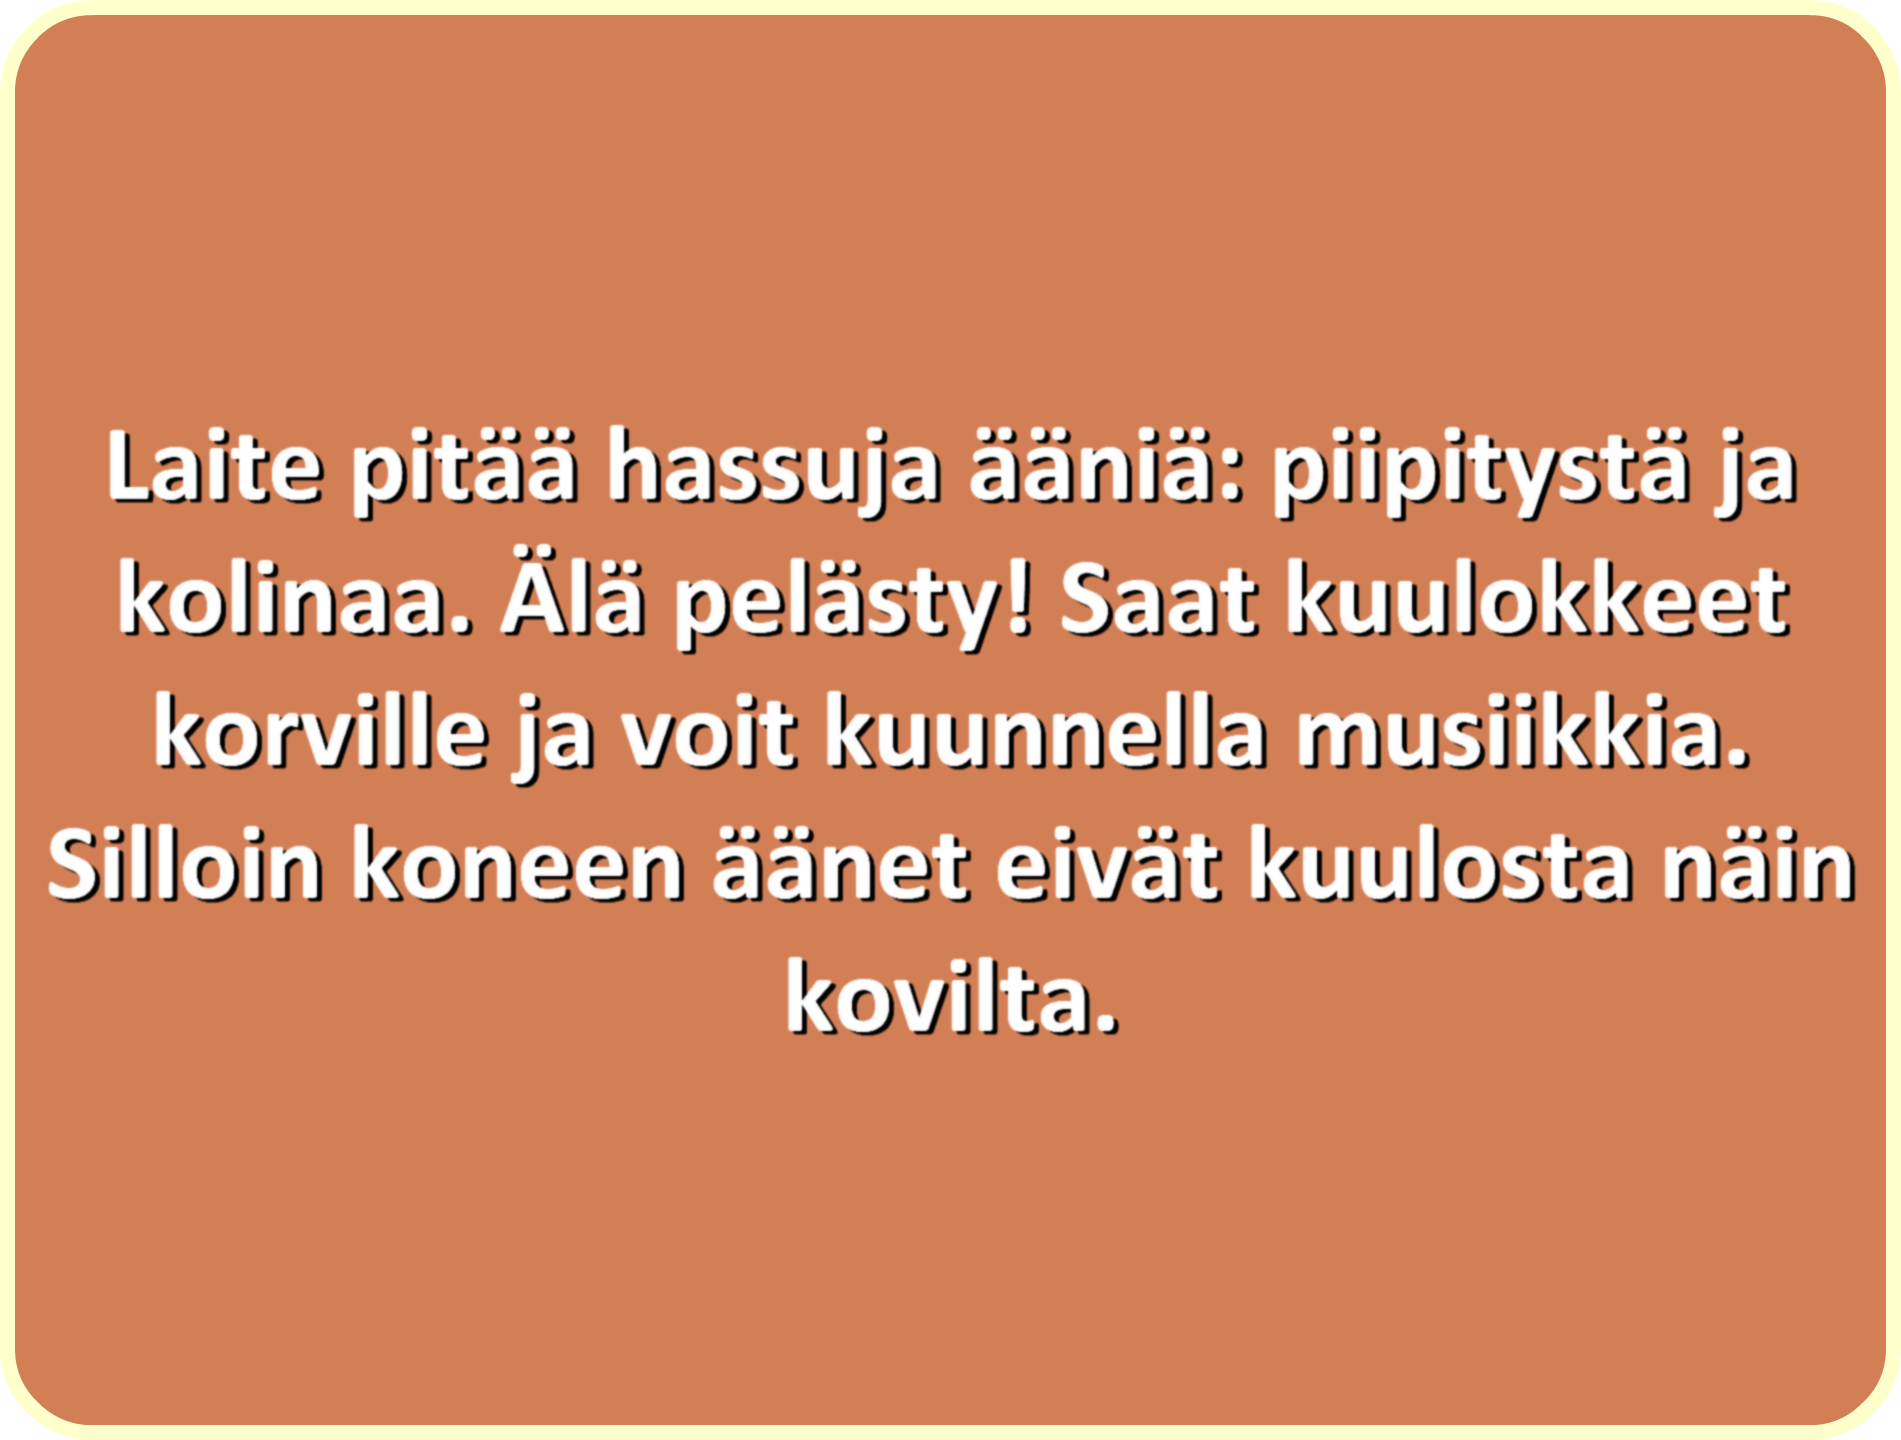 Laite pitää hassuja ääniä: piipitystä ja
kolinaa. Älä pelästy! Saat kuulokkeet
korville ja voit kuunnella musiikkia.
Silloin koneen äänet eivät kuulosta näin
kovilta.